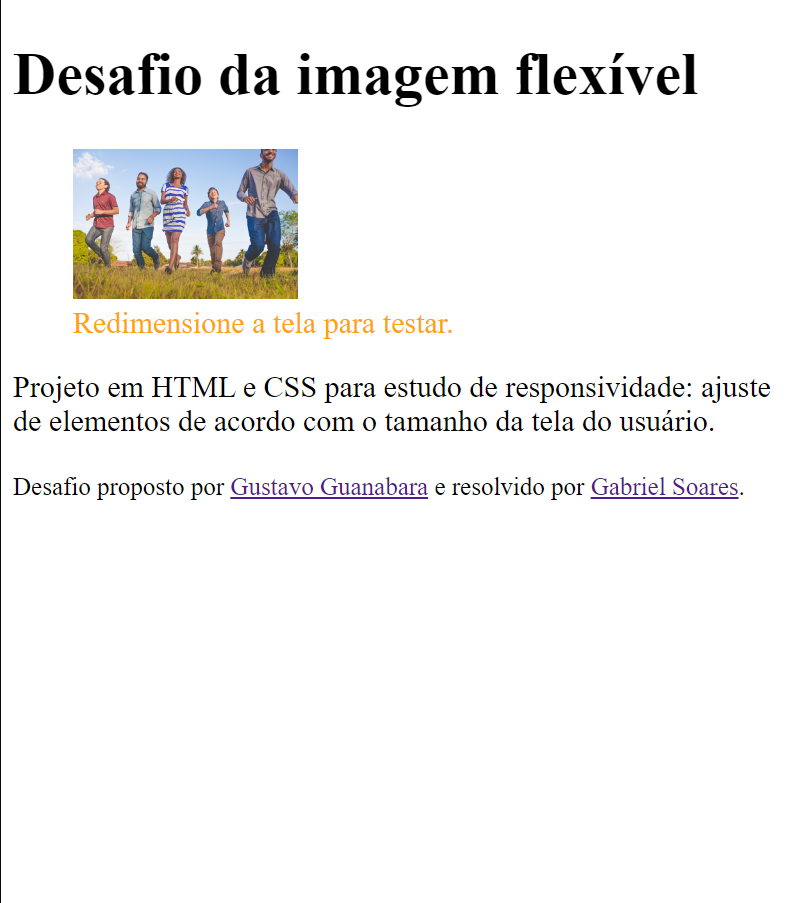 Desafio da imagem flexível
Redimensione a tela para testar.
Projeto em HTML e CSS para estudo de responsividade: ajuste
de elementos de acordo com o tamanho da tela do usuário.
Desafio proposto por Gustavo Guanabara e resolvido por Gabriel Soares.